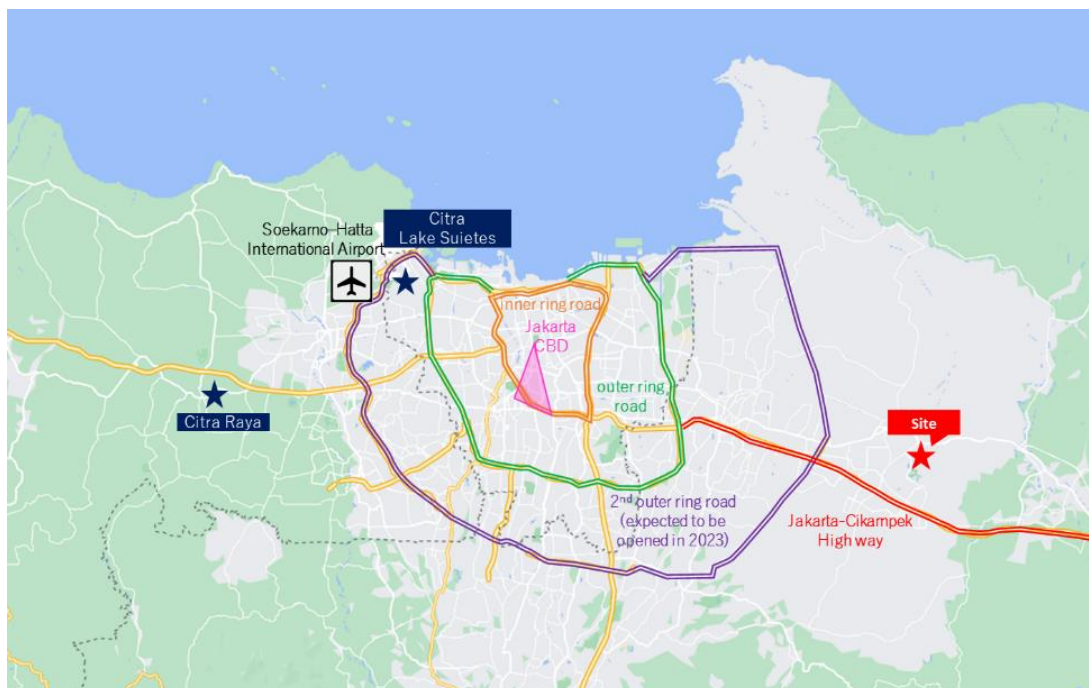 Citra
Lake Suietes
Soekarno-Hatta
International Airport
inner ring road
Jakarta
CBD
outer ring
road
Citra Raya
Site
2nd outer ring road
(expected to be
opened in 2023)
Jakarta-Cikampek
High way